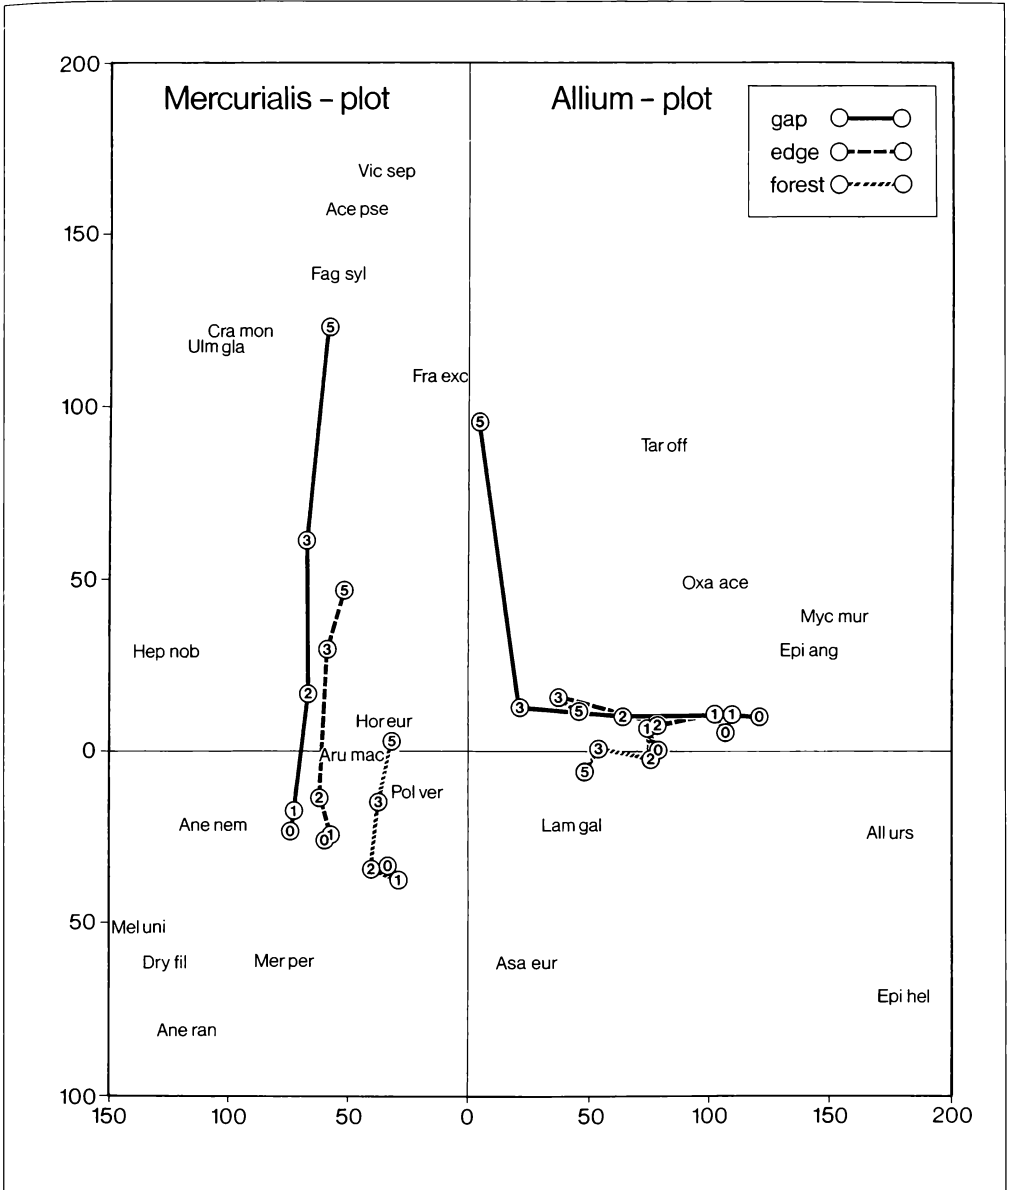 200
Mercurialis – plot
Allium – plot
gap
edge
forest
Vic sep
Ace pse
150
Fag syl
Cra mon
Ulm gla
5
Fra exc
100
5
Tar off
3
50
5
Oxa ace
Myc mur
Hep nob
3
Epi ang
2
3
3
5
2
1
1
0
Hor eur
5
1
2
0
0
Aru mac
3
0
2
5
2
3
Pol ver
1
Ane nem
0
0
1
Lam gal
All urs
2
0
1
50
Mel uni
Dry fil
Mer per
Asa eur
Epi hel
Ane ran
100
150
100
50
0
50
100
150
200